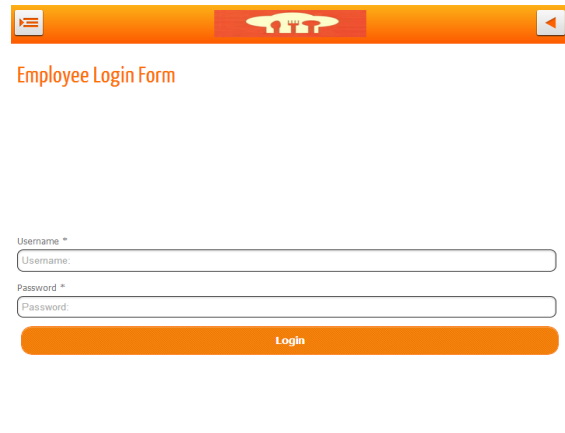 Employee Login Form
Username *
Username:
Password *
Password:
Login